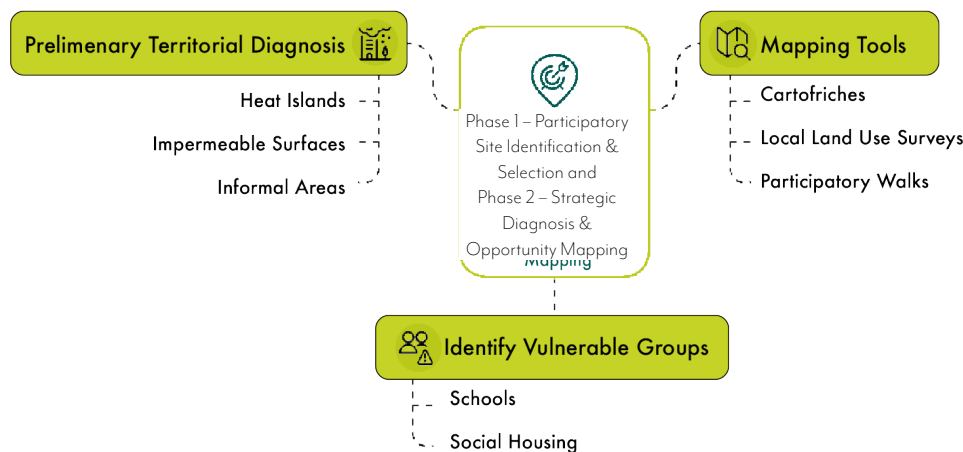 Prelimenary Territorial Diagnosis
Heat Islands
Impermeable Surfaces
Informal Areas
Phase 1 – Participatory
Site Identification &
Selection and
Phase 2 – Strategic
Diagnosis &
Opportunity Mapping
Mapping
Mapping Tools
Cartofriches
Local Land Use Surveys
Participatory Walks
Identify Vulnerable Groups
Schools
Social Housing